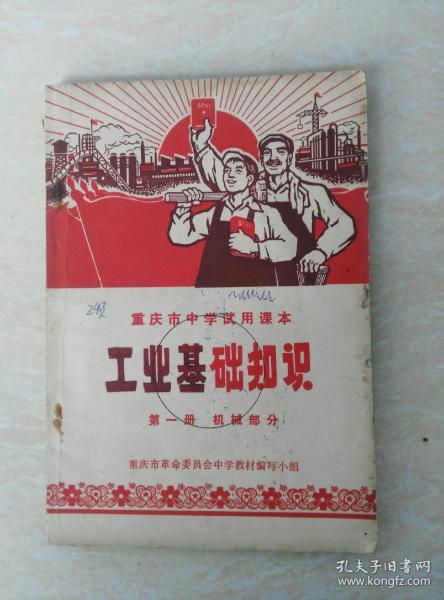 重庆市中学试用课本
工业基础知识
第一册 机械部分
重庆市革命委员会中学教材编写小组
孔夫子旧书网
www.kongfz.com